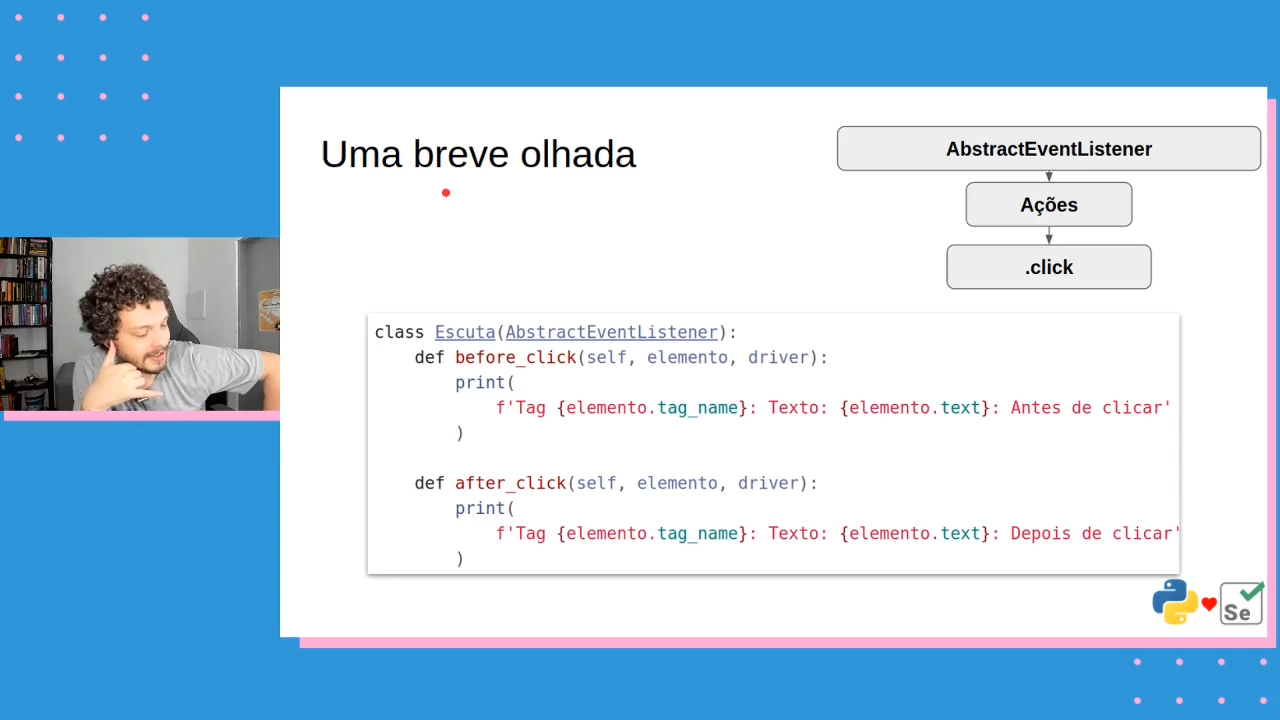 Uma breve olhada
AbstractEventListener
Ações
.click
class Escuta(AbstractEventListener):
    def before_click(self, elemento, driver):
        print(
            f'Tag {elemento.tag_name}: Texto: {elemento.text}: Antes de clicar'
        )
    def after_click(self, elemento, driver):
        print(
            f'Tag {elemento.tag_name}: Texto: {elemento.text}: Depois de clicar'
        )
Se